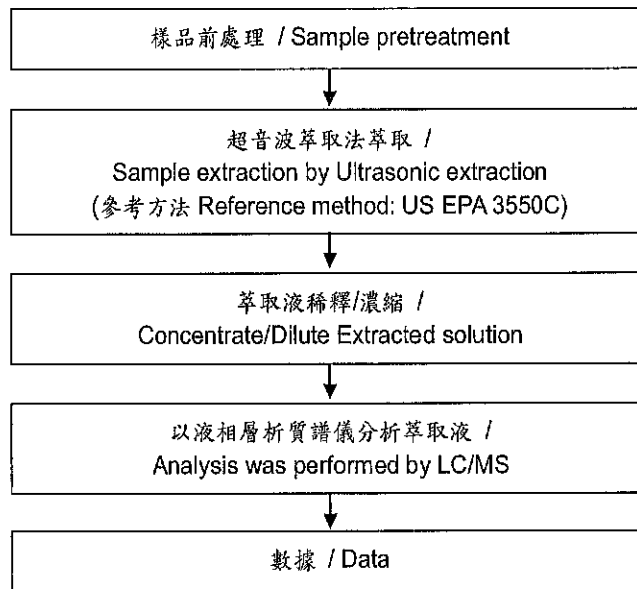 樣品前處理 / Sample pretreatment
超音波萃取法萃取 /
Sample extraction by Ultrasonic extraction
(參考方法 Reference method: US EPA 3550C)
萃取液稀釋/濃縮 /
Concentrate/Dilute Extracted solution
以液相層析質譜儀分析萃取液 /
Analysis was performed by LC/MS
數據 / Data